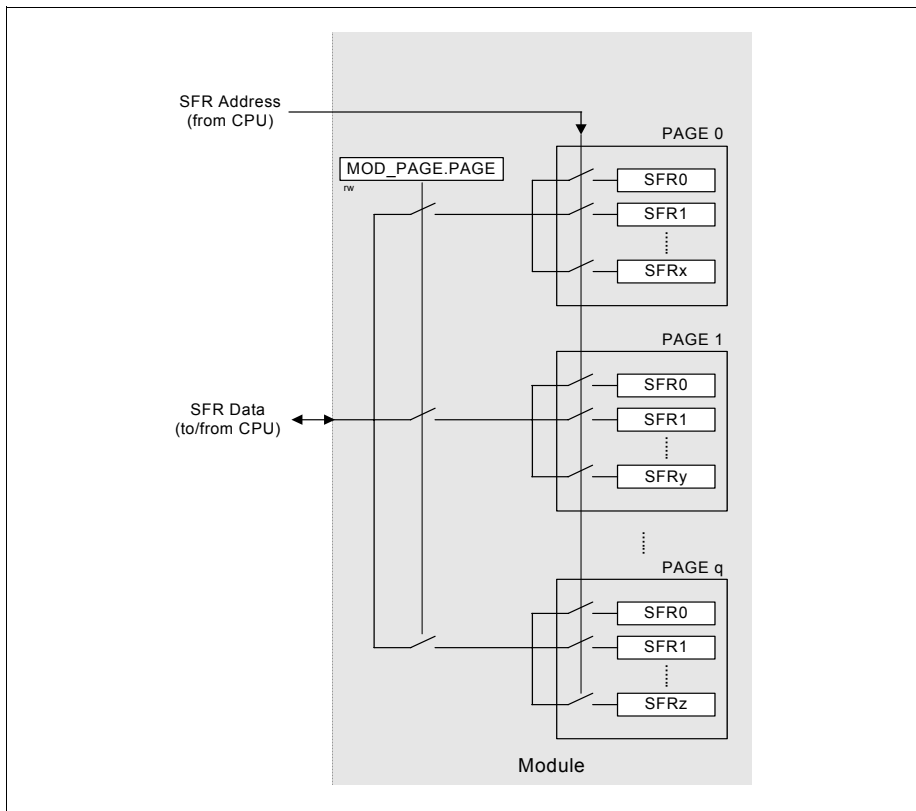 SFR Address
(from CPU)
PAGE 0
MOD_PAGE.PAGE
rw
SFR0
SFR1
SFRx
PAGE 1
SFR0
SFR1
SFRy
SFR Data
(to/from CPU)
PAGE q
SFR0
SFR1
SFRz
Module